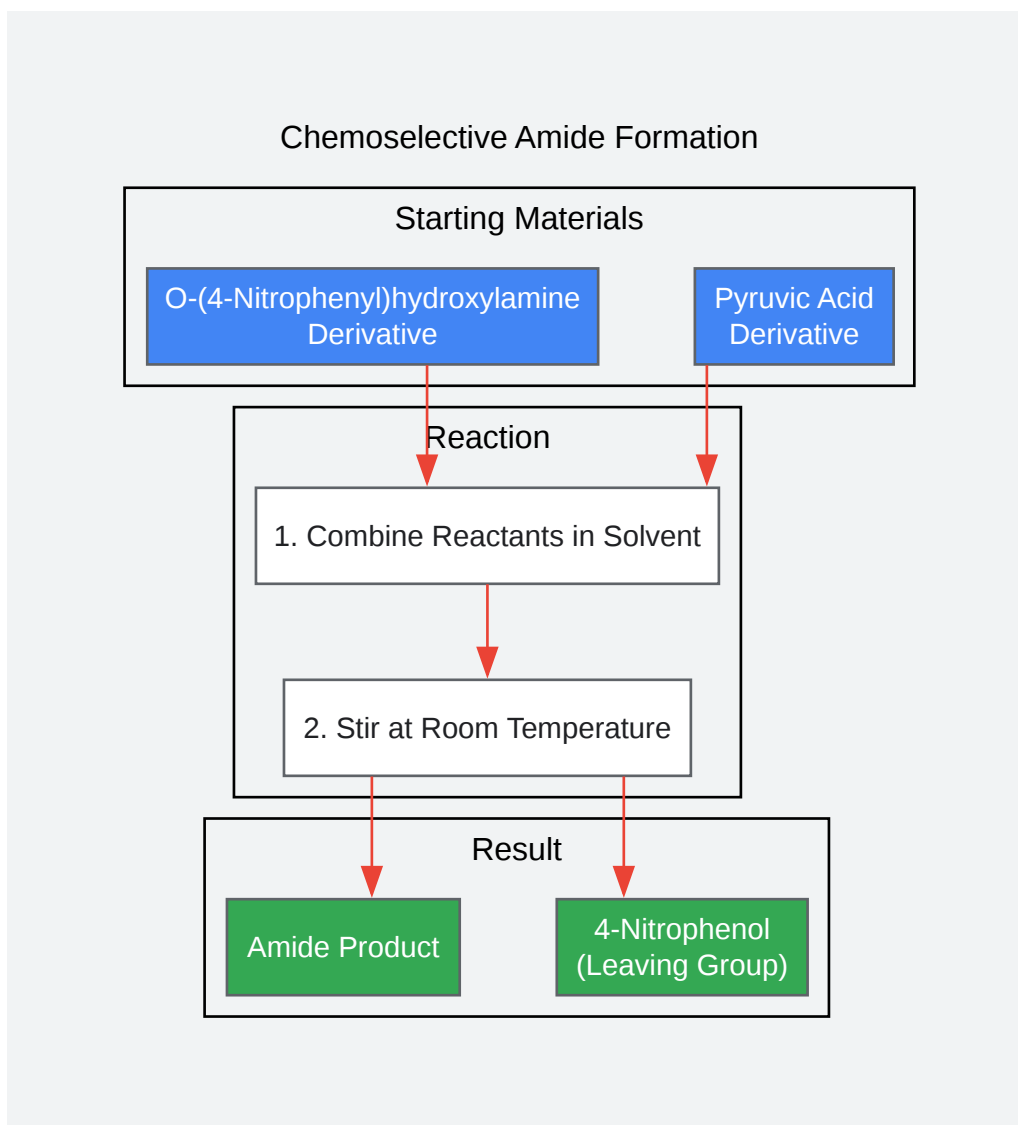 Chemoselective Amide Formation
Starting Materials
O-(4-Nitrophenyl)hydroxylamine
Derivative
Pyruvic Acid
Derivative
Reaction
1. Combine Reactants in Solvent
2. Stir at Room Temperature
Result
Amide Product
4-Nitrophenol
(Leaving Group)